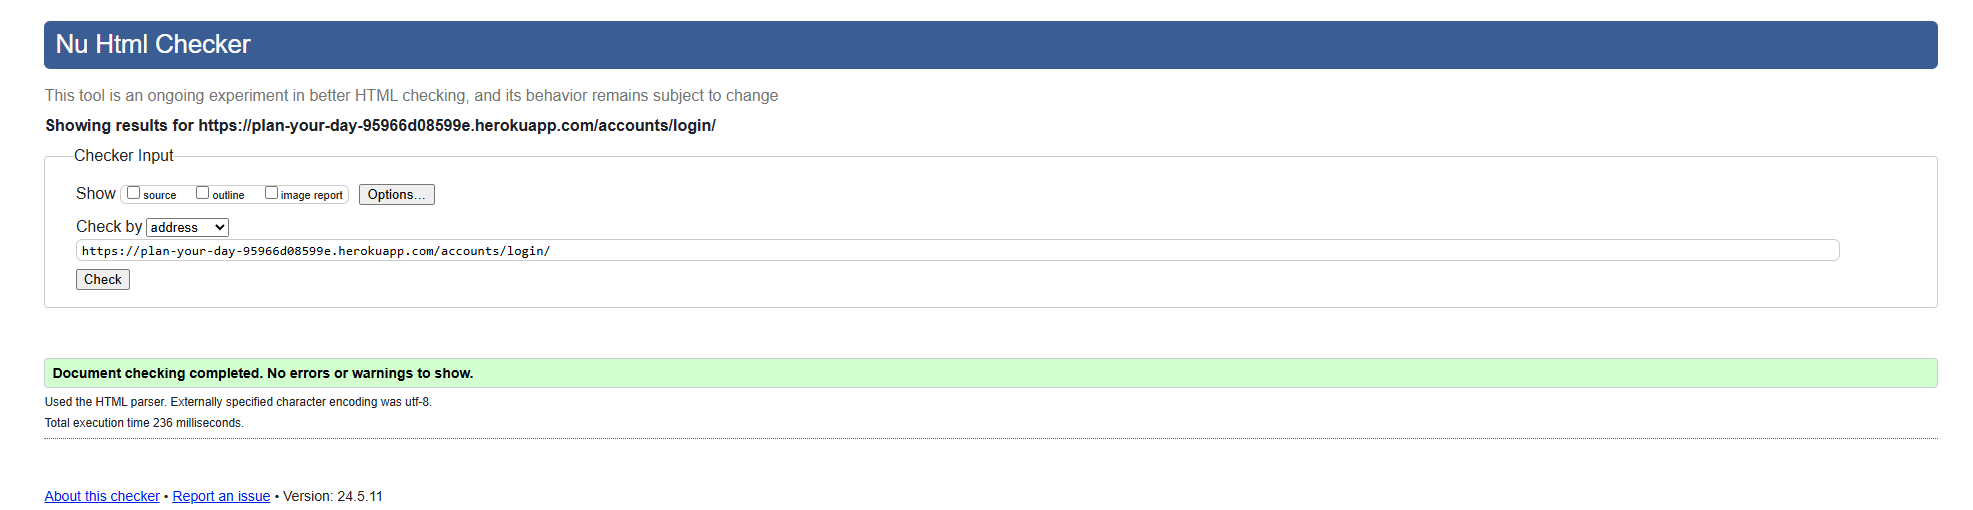 Nu Html Checker
This tool is an ongoing experiment in better HTML checking, and its behavior remains subject to change
Showing results for https://plan-your-day-95966d08599e.herokuapp.com/accounts/login/
Checker Input
Show source outline image report Options...
Check by address
https://plan-your-day-95966d08599e.herokuapp.com/accounts/login/
Check
Document checking completed. No errors or warnings to show.
Used the HTML parser. Externally specified character encoding was utf-8.
Total execution time 236 milliseconds.
About this checker • Report an issue • Version: 24.5.11